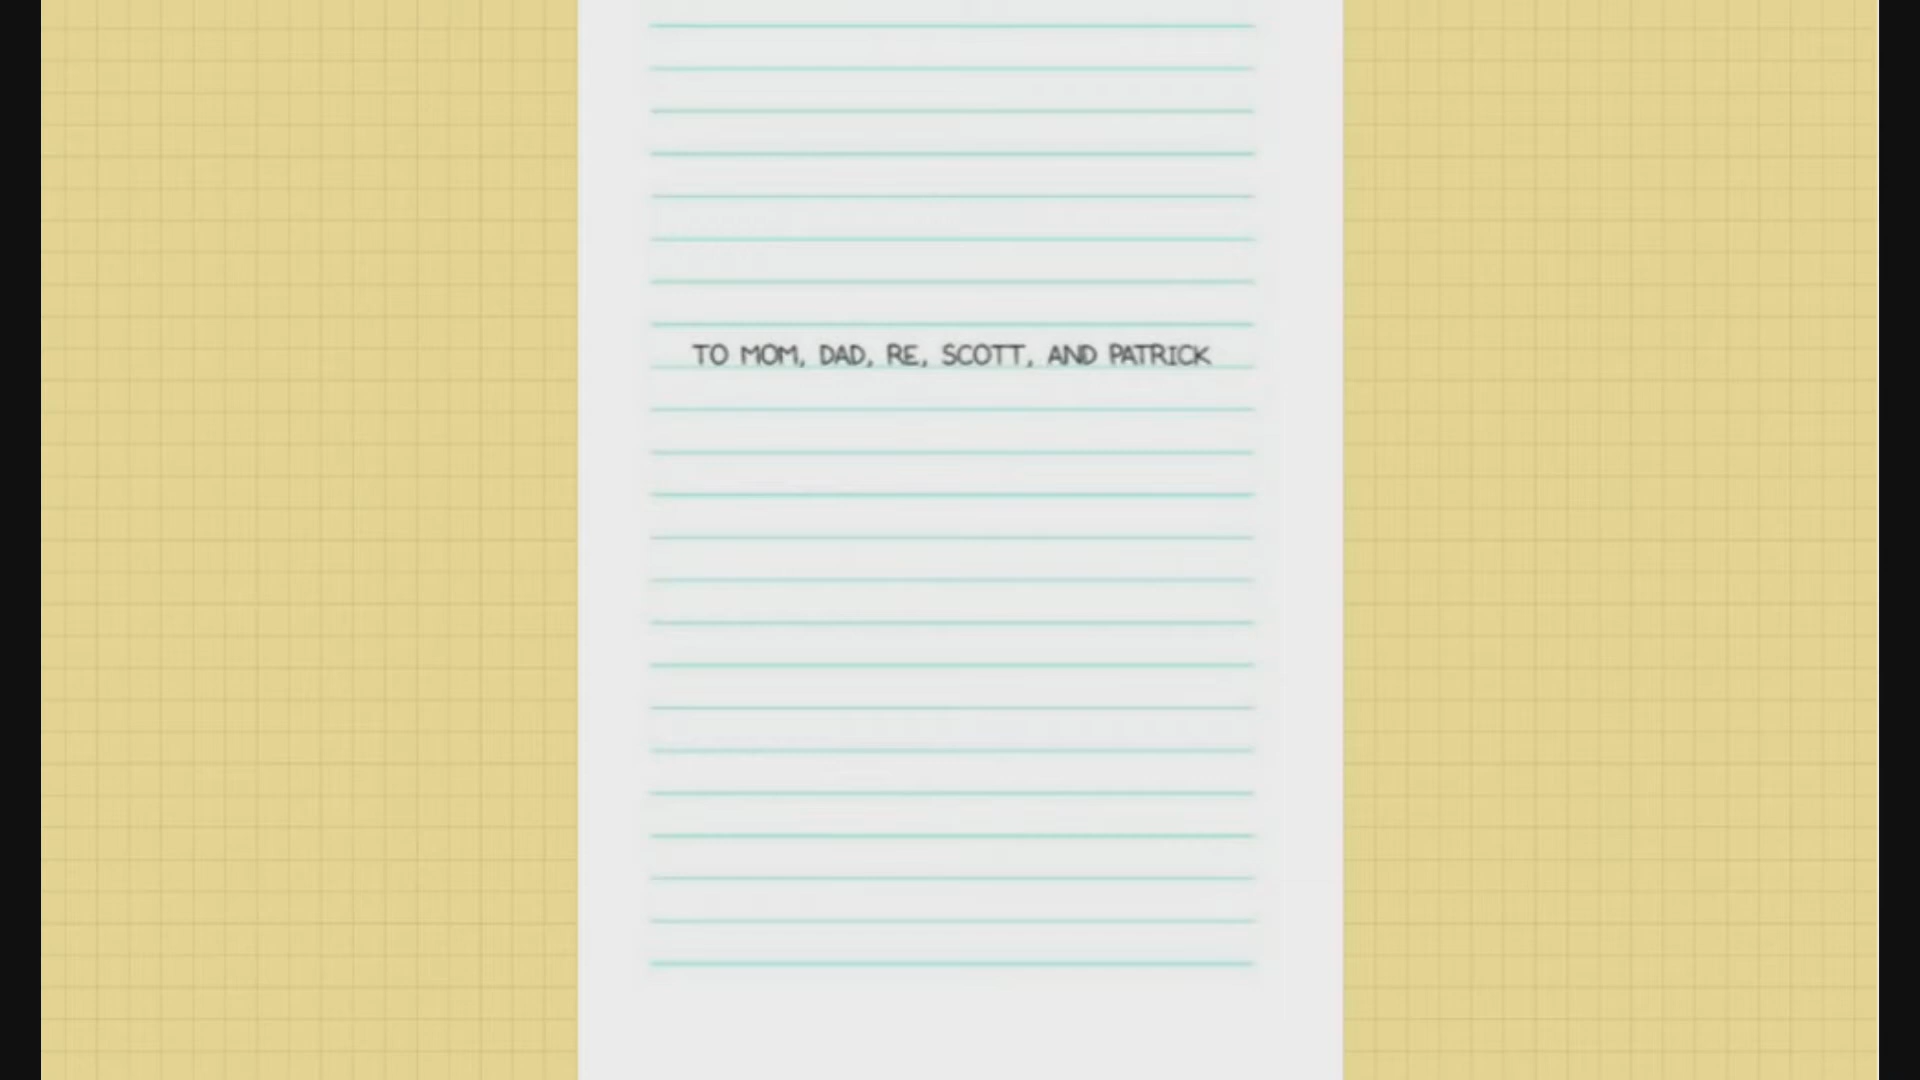 TO MOM, DAD, RE, SCOTT, AND PATRICK